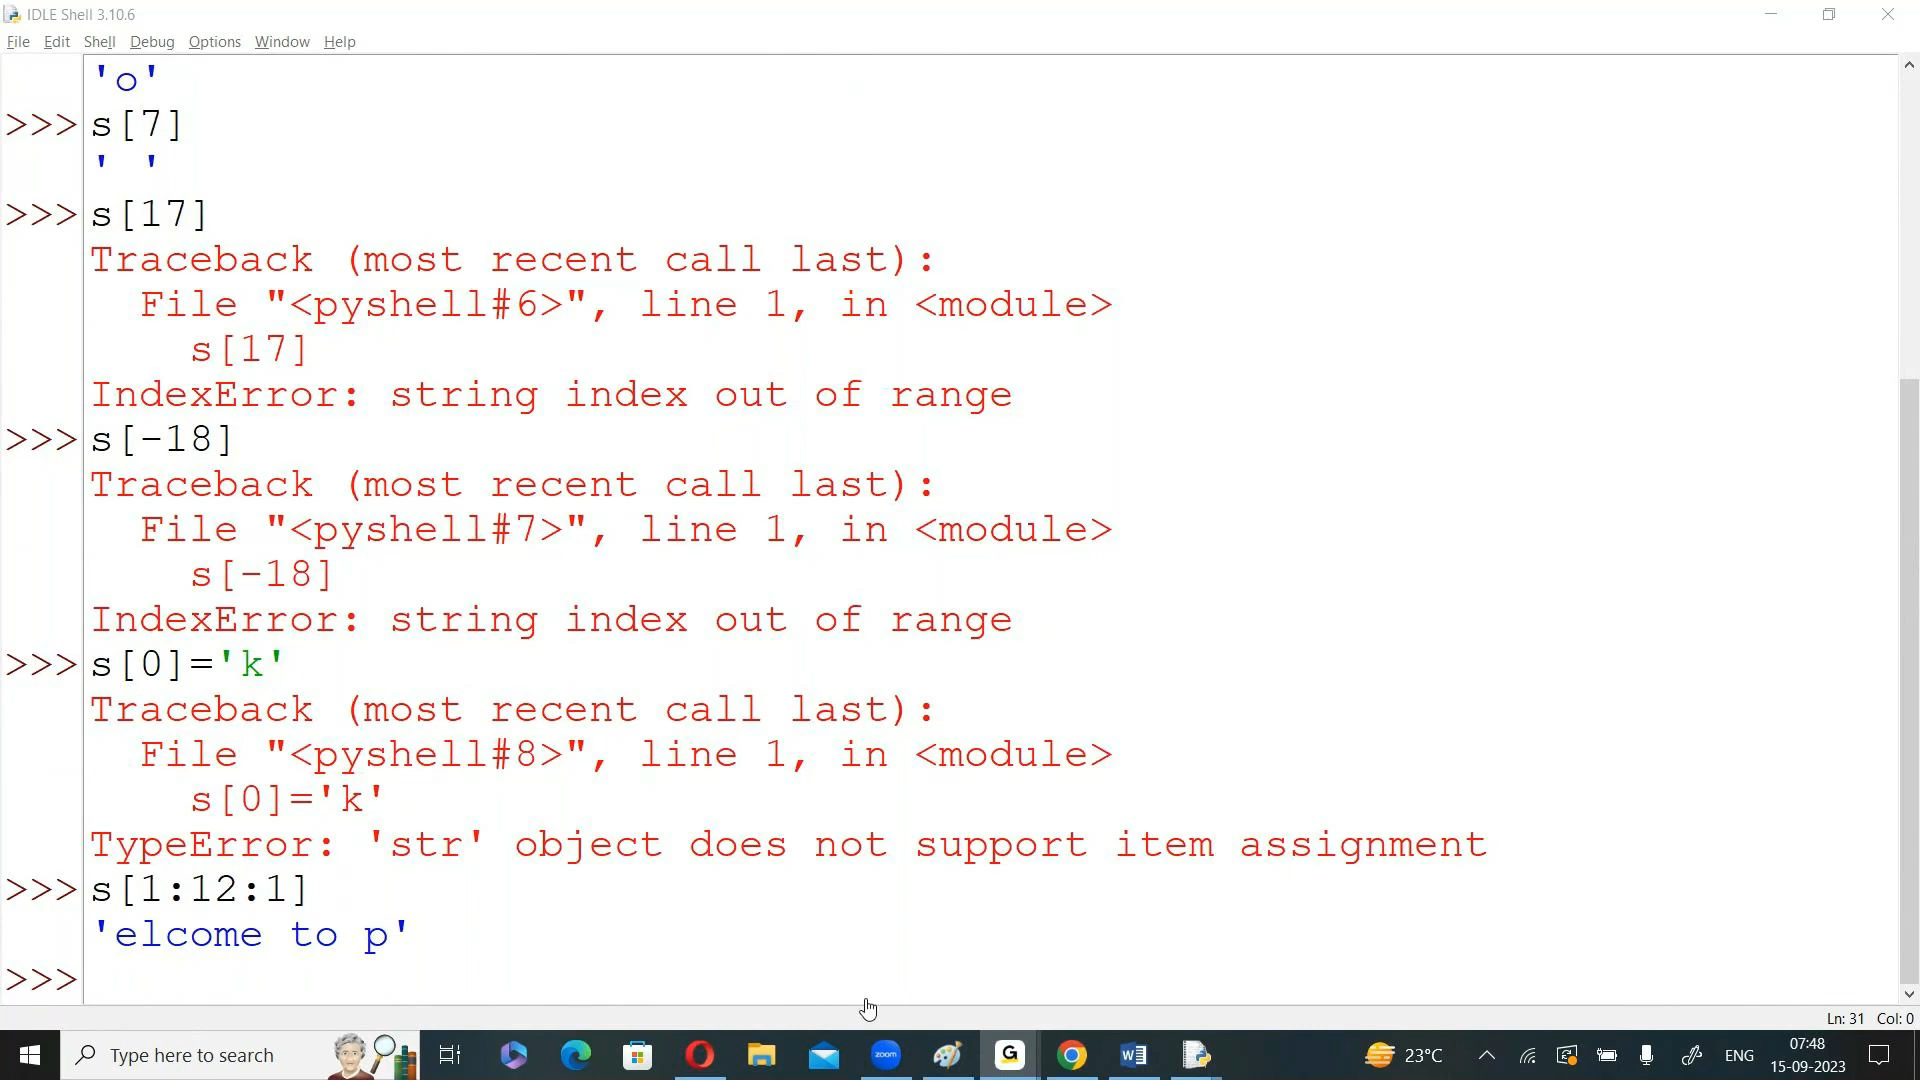 IDLE Shell 3.10.6
File Edit Shell Debug Options Window Help
'o'
>>> s[7]
' '
>>> s[17]
Traceback (most recent call last):
  File "<pyshell#6>", line 1, in <module>
    s[17]
IndexError: string index out of range
>>> s[-18]
Traceback (most recent call last):
  File "<pyshell#7>", line 1, in <module>
    s[-18]
IndexError: string index out of range
>>> s[0]='k'
Traceback (most recent call last):
  File "<pyshell#8>", line 1, in <module>
    s[0]='k'
TypeError: 'str' object does not support item assignment
>>> s[1:12:1]
'elcome to p'
>>>
Ln: 31 Col: 0
Type here to search
zoom
G
W
23°C
ENG
07:48
15-09-2023